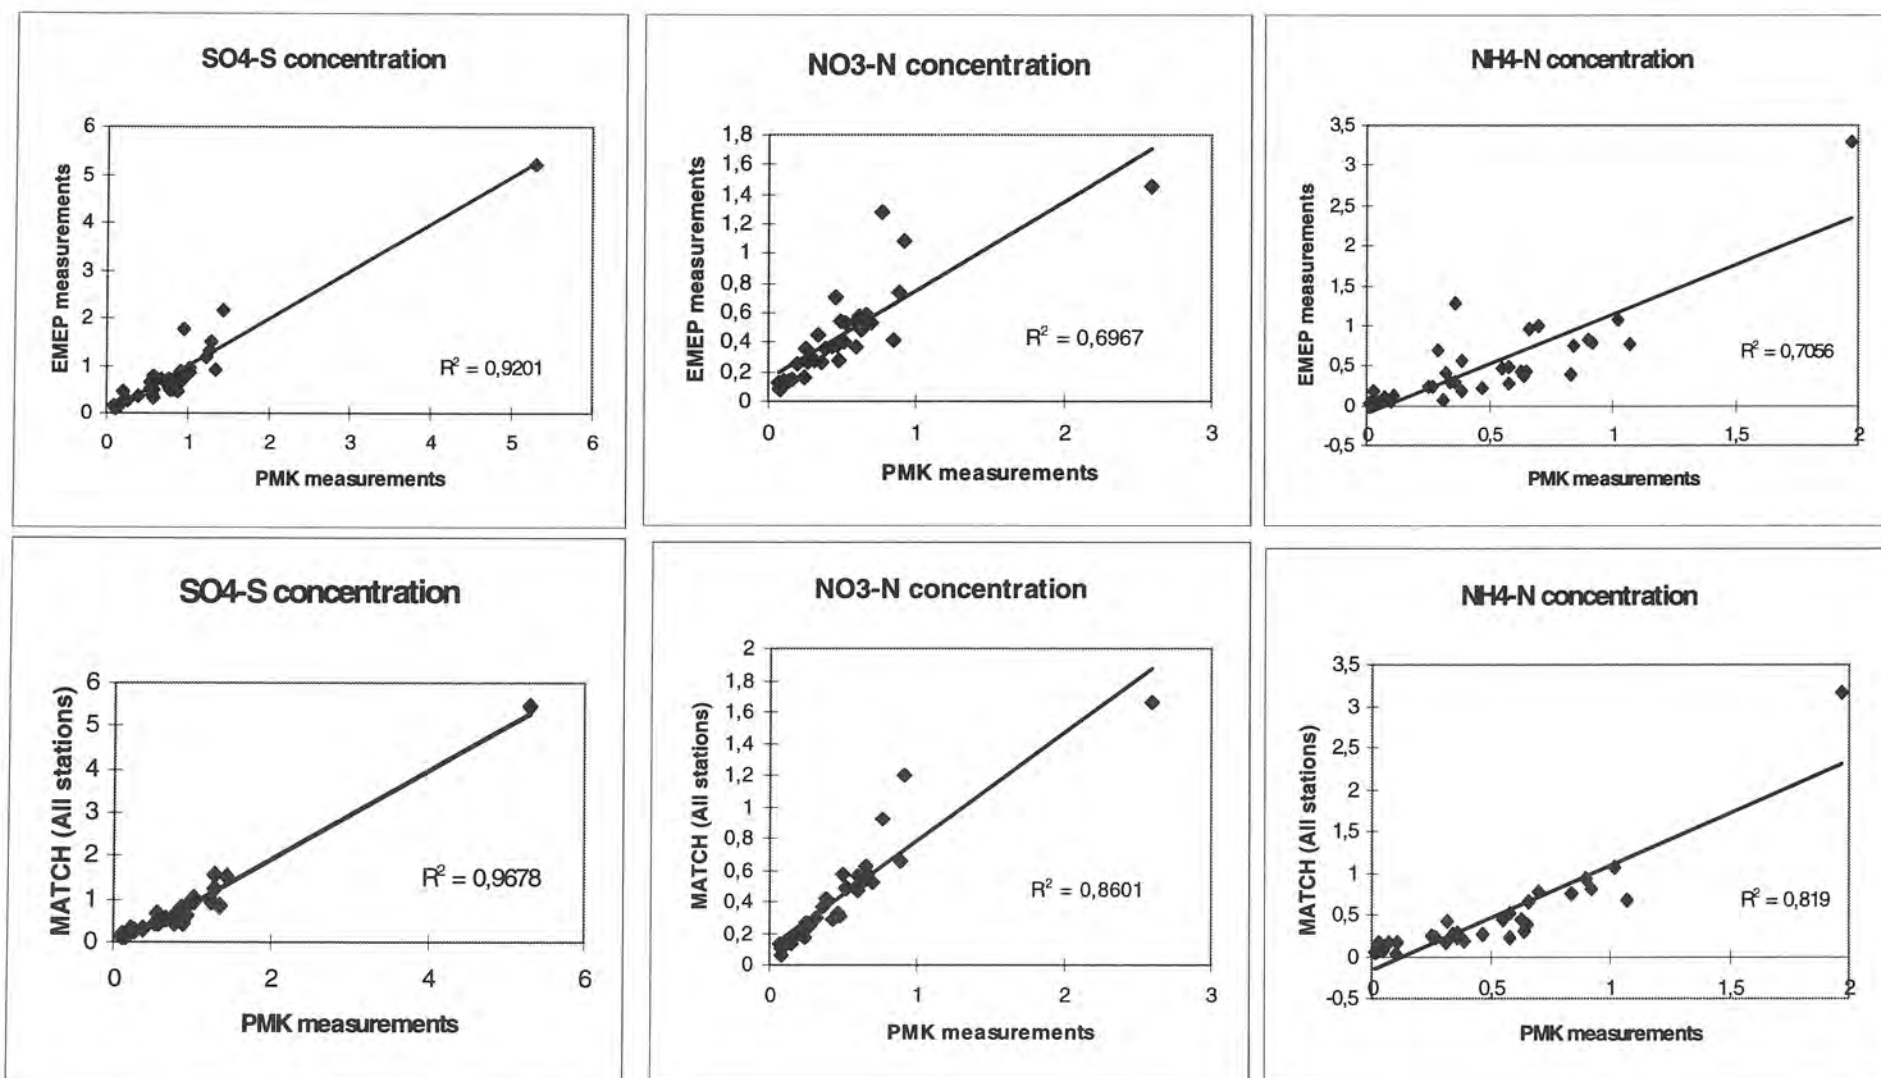 SO4-S concentration
EMEP measurements
6
5
4
3
2
1
0
R² = 0,9201
0 1 2 3 4 5 6
PMK measurements
NO3-N concentration
EMEP measurements
1,8
1,6
1,4
1,2
1
0,8
0,6
0,4
0,2
0
R² = 0,6967
0 1 2 3
PMK measurements
NH4-N concentration
EMEP measurements
3,5
3
2,5
2
1,5
1
0,5
0
-0,5
R² = 0,7056
0 0,5 1 1,5 2
PMK measurements
SO4-S concentration
MATCH (All stations)
6
5
4
3
2
1
0
R² = 0,9678
0 2 4 6
PMK measurements
NO3-N concentration
MATCH (All stations)
2
1,8
1,6
1,4
1,2
1
0,8
0,6
0,4
0,2
0
R² = 0,8601
0 1 2 3
PMK measurements
NH4-N concentration
MATCH (All stations)
3,5
3
2,5
2
1,5
1
0,5
0
-0,5
R² = 0,819
0 0,5 1 1,5 2
PMK measurements